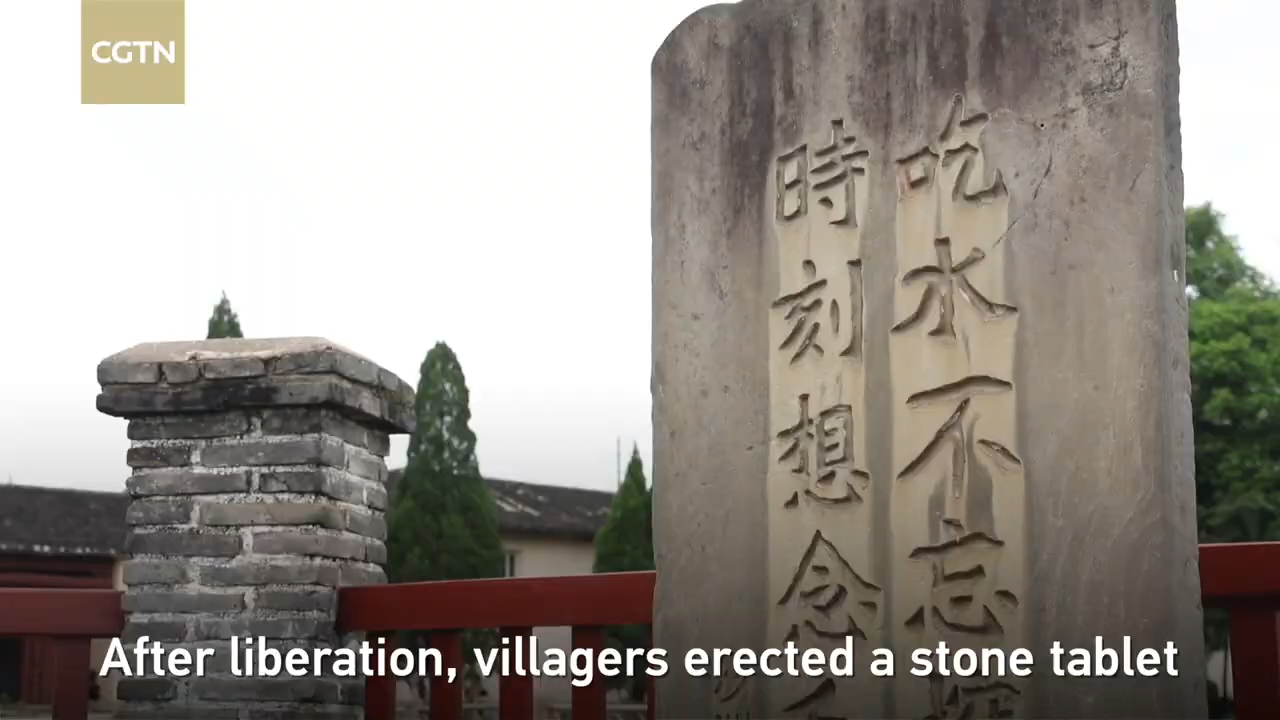 CGTN
吃水不忘
時刻想念
After liberation, villagers erected a stone tablet